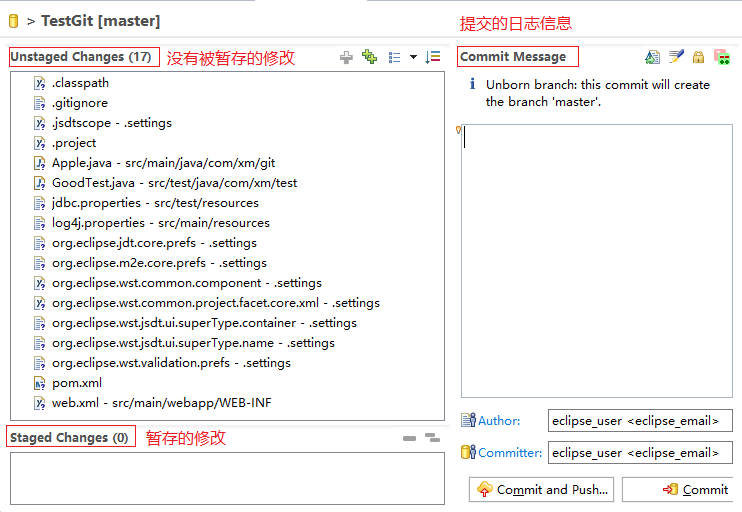 > TestGit [master]
Unstaged Changes (17) 没有被暂存的修改
.classpath
.gitignore
.jsdtscope - .settings
.project
Apple.java - src/main/java/com/xm/git
GoodTest.java - src/test/java/com/xm/test
jdbc.properties - src/test/resources
log4j.properties - src/main/resources
org.eclipse.jdt.core.prefs - .settings
org.eclipse.m2e.core.prefs - .settings
org.eclipse.wst.common.component - .settings
org.eclipse.wst.common.project.facet.core.xml - .settings
org.eclipse.wst.jsdt.ui.superType.container - .settings
org.eclipse.wst.jsdt.ui.superType.name - .settings
org.eclipse.wst.validation.prefs - .settings
pom.xml
web.xml - src/main/webapp/WEB-INF
Staged Changes (0) 暂存的修改
提交的日志信息
Commit Message
Unborn branch: this commit will create
the branch 'master'.
Author: eclipse_user <eclipse_email>
Committer: eclipse_user <eclipse_email>
Commit and Push... Commit